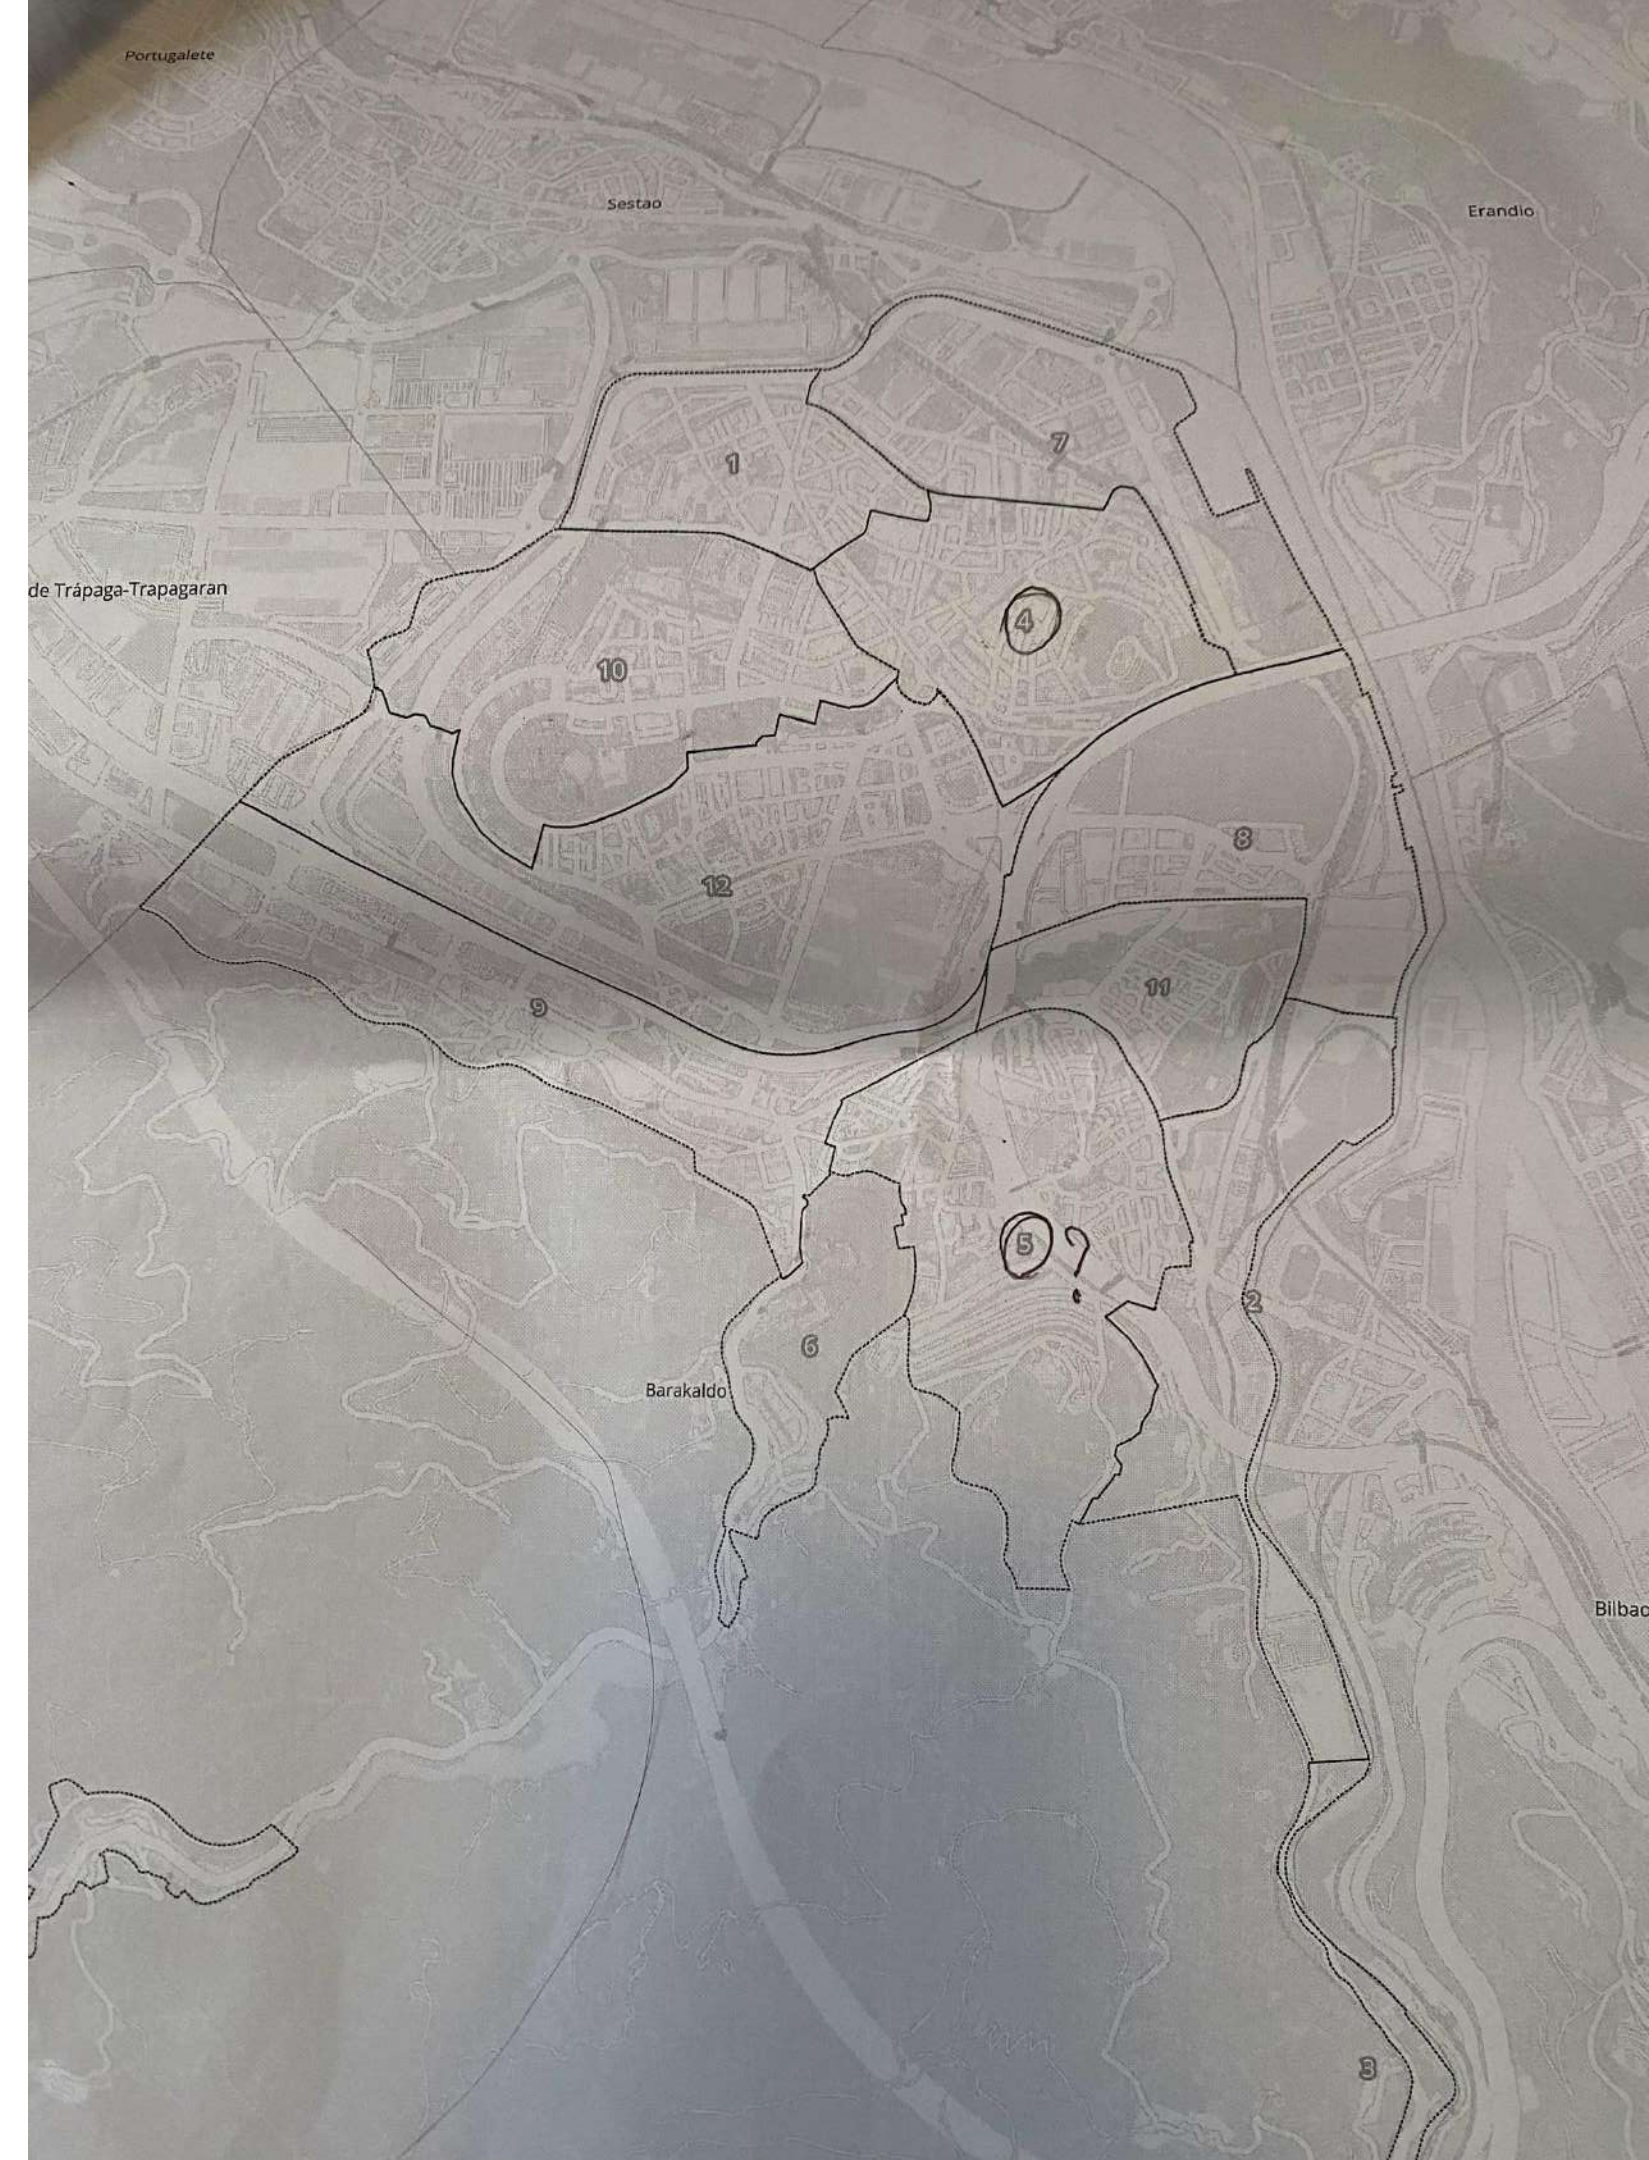 Portugalete
Sestao
Erandio
1
7
de Trápaga-Trapagaran
4
10
8
12
11
9
5 ?
2
6
Barakaldo
Bilbao
3